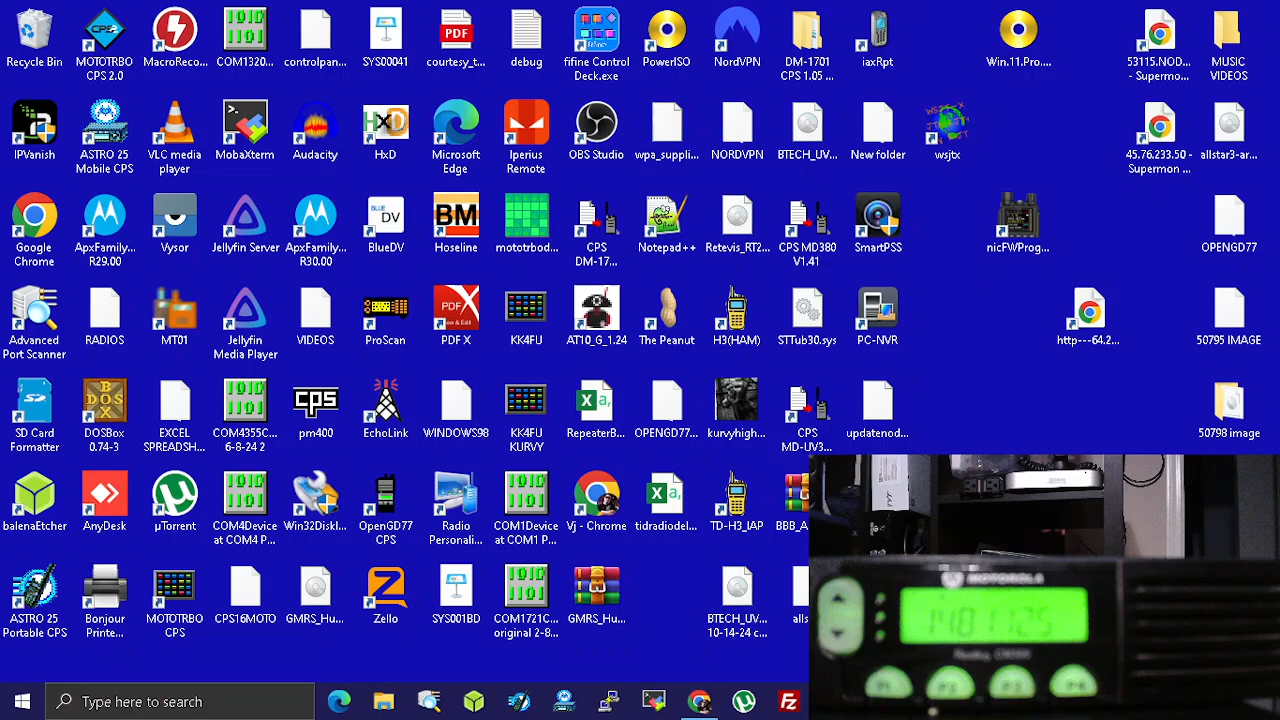 Recycle Bin
MOTOTRBO CPS 2.0
MacroReco...
COM1320...
controlpan...
SYS00041
courtesy_t...
debug
fifine Control Deck.exe
PowerISO
NordVPN
DM-1701 CPS 1.05 ...
iaxRpt
Win.11.Pro....
53115.NOD... - Supermo...
MUSIC VIDEOS
IPVanish
ASTRO 25 Mobile CPS
VLC media player
MobaXterm
Audacity
HxD
Microsoft Edge
Iperius Remote
OBS Studio
wpa_suppli...
NORDVPN
BTECH_UV...
New folder
wsjtx
45.76.233.50 - Supermon ...
allstar3-ar...
Google Chrome
ApxFamily... R29.00
Vysor
Jellyfin Server
ApxFamily... R30.00
BlueDV
Hoseline
mototrbod...
CPS DM-17...
Notepad++
Retevis_RT2...
CPS MD380 V1.41
SmartPSS
nicFWProg...
OPENGD77
Advanced Port Scanner
RADIOS
MT01
Jellyfin Media Player
VIDEOS
ProScan
PDF X
KK4FU
AT10_G_1.24
The Peanut
H3(HAM)
STTub30.sys
PC-NVR
http---64.2...
50795 IMAGE
SD Card Formatter
DOSBox 0.74-3
EXCEL SPREADSH...
COM4355C... 6-8-24 2
pm400
EchoLink
WINDOWS98
KK4FU KURVY
RepeaterB...
OPENGD77...
kurvyhigh...
CPS MD-UV3...
updatenod...
50798 image
balenaEtcher
AnyDesk
µTorrent
COM4Device at COM4 P...
Win32DiskI...
OpenGD77 CPS
Radio Personali...
COM1Device at COM1 P...
Vj - Chrome
tidradiodel...
TD-H3_IAP
BBB_A
ASTRO 25 Portable CPS
Bonjour Printe...
MOTOTRBO CPS
CPS16MOTO
GMRS_Hu...
Zello
SYS001BD
COM1721C... original 2-8...
GMRS_Hu...
BTECH_UV... 10-14-24 c...
alls
MOTOROLA
P1 P2 P3 P4
Type here to search